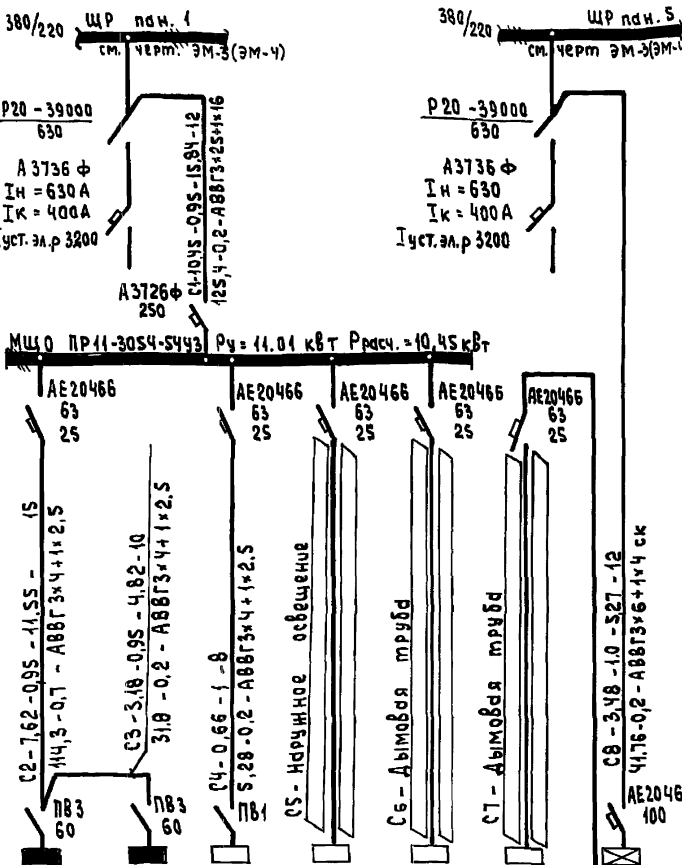 380/220 ЩР пан. 1
см. черт. ЭМ-3(ЭМ-4)
Р20 - 39000
630
А3736 ф
Iн = 630 А
Iк = 400А
Iуст. эл.р 3200
С1-10,45 -0,95 -15,84 -12
125,4 -0,2 - АВВГ3×25+1×16
А3726ф
250
380/220 ЩР пан. 5
см. черт ЭМ-3(ЭМ-
Р20 - 39000
630
А3736 ф
Iн = 630
Iк = 400 А
Iуст. эл.р 3200
МЩО ПР11-3054-54У3 Ру = 11.01 кВт Ррасч. = 10,45 кВт
АЕ2046Б
63
25
АЕ2046Б
63
25
АЕ2046Б
63
25
АЕ2046Б
63
25
АЕ2046Б
63
25
С2 - 7,62 -0,95 - 11,55 - 15
114,3 -0,7 - АВВГ 3×4 +1×2,5
С3 - 3,18 -0,95 - 4,82 -10
31.8 -0,2 - АВВГ3×4 +1×2,5
С4 - 0,66 - 1 - 8
5,28 -0,2 - АВВГ3×4 +1×2,5
С5 - Наружное освещение
С6 - Дымовая труба
С7 - Дымовая труба
С8 - 3,48 -1.0 -5.27 -12
41.76 -0,2 - АВВГ3×6 +1×4 ск
ПВ3
60
ПВ3
60
ПВ1
АЕ2046
100